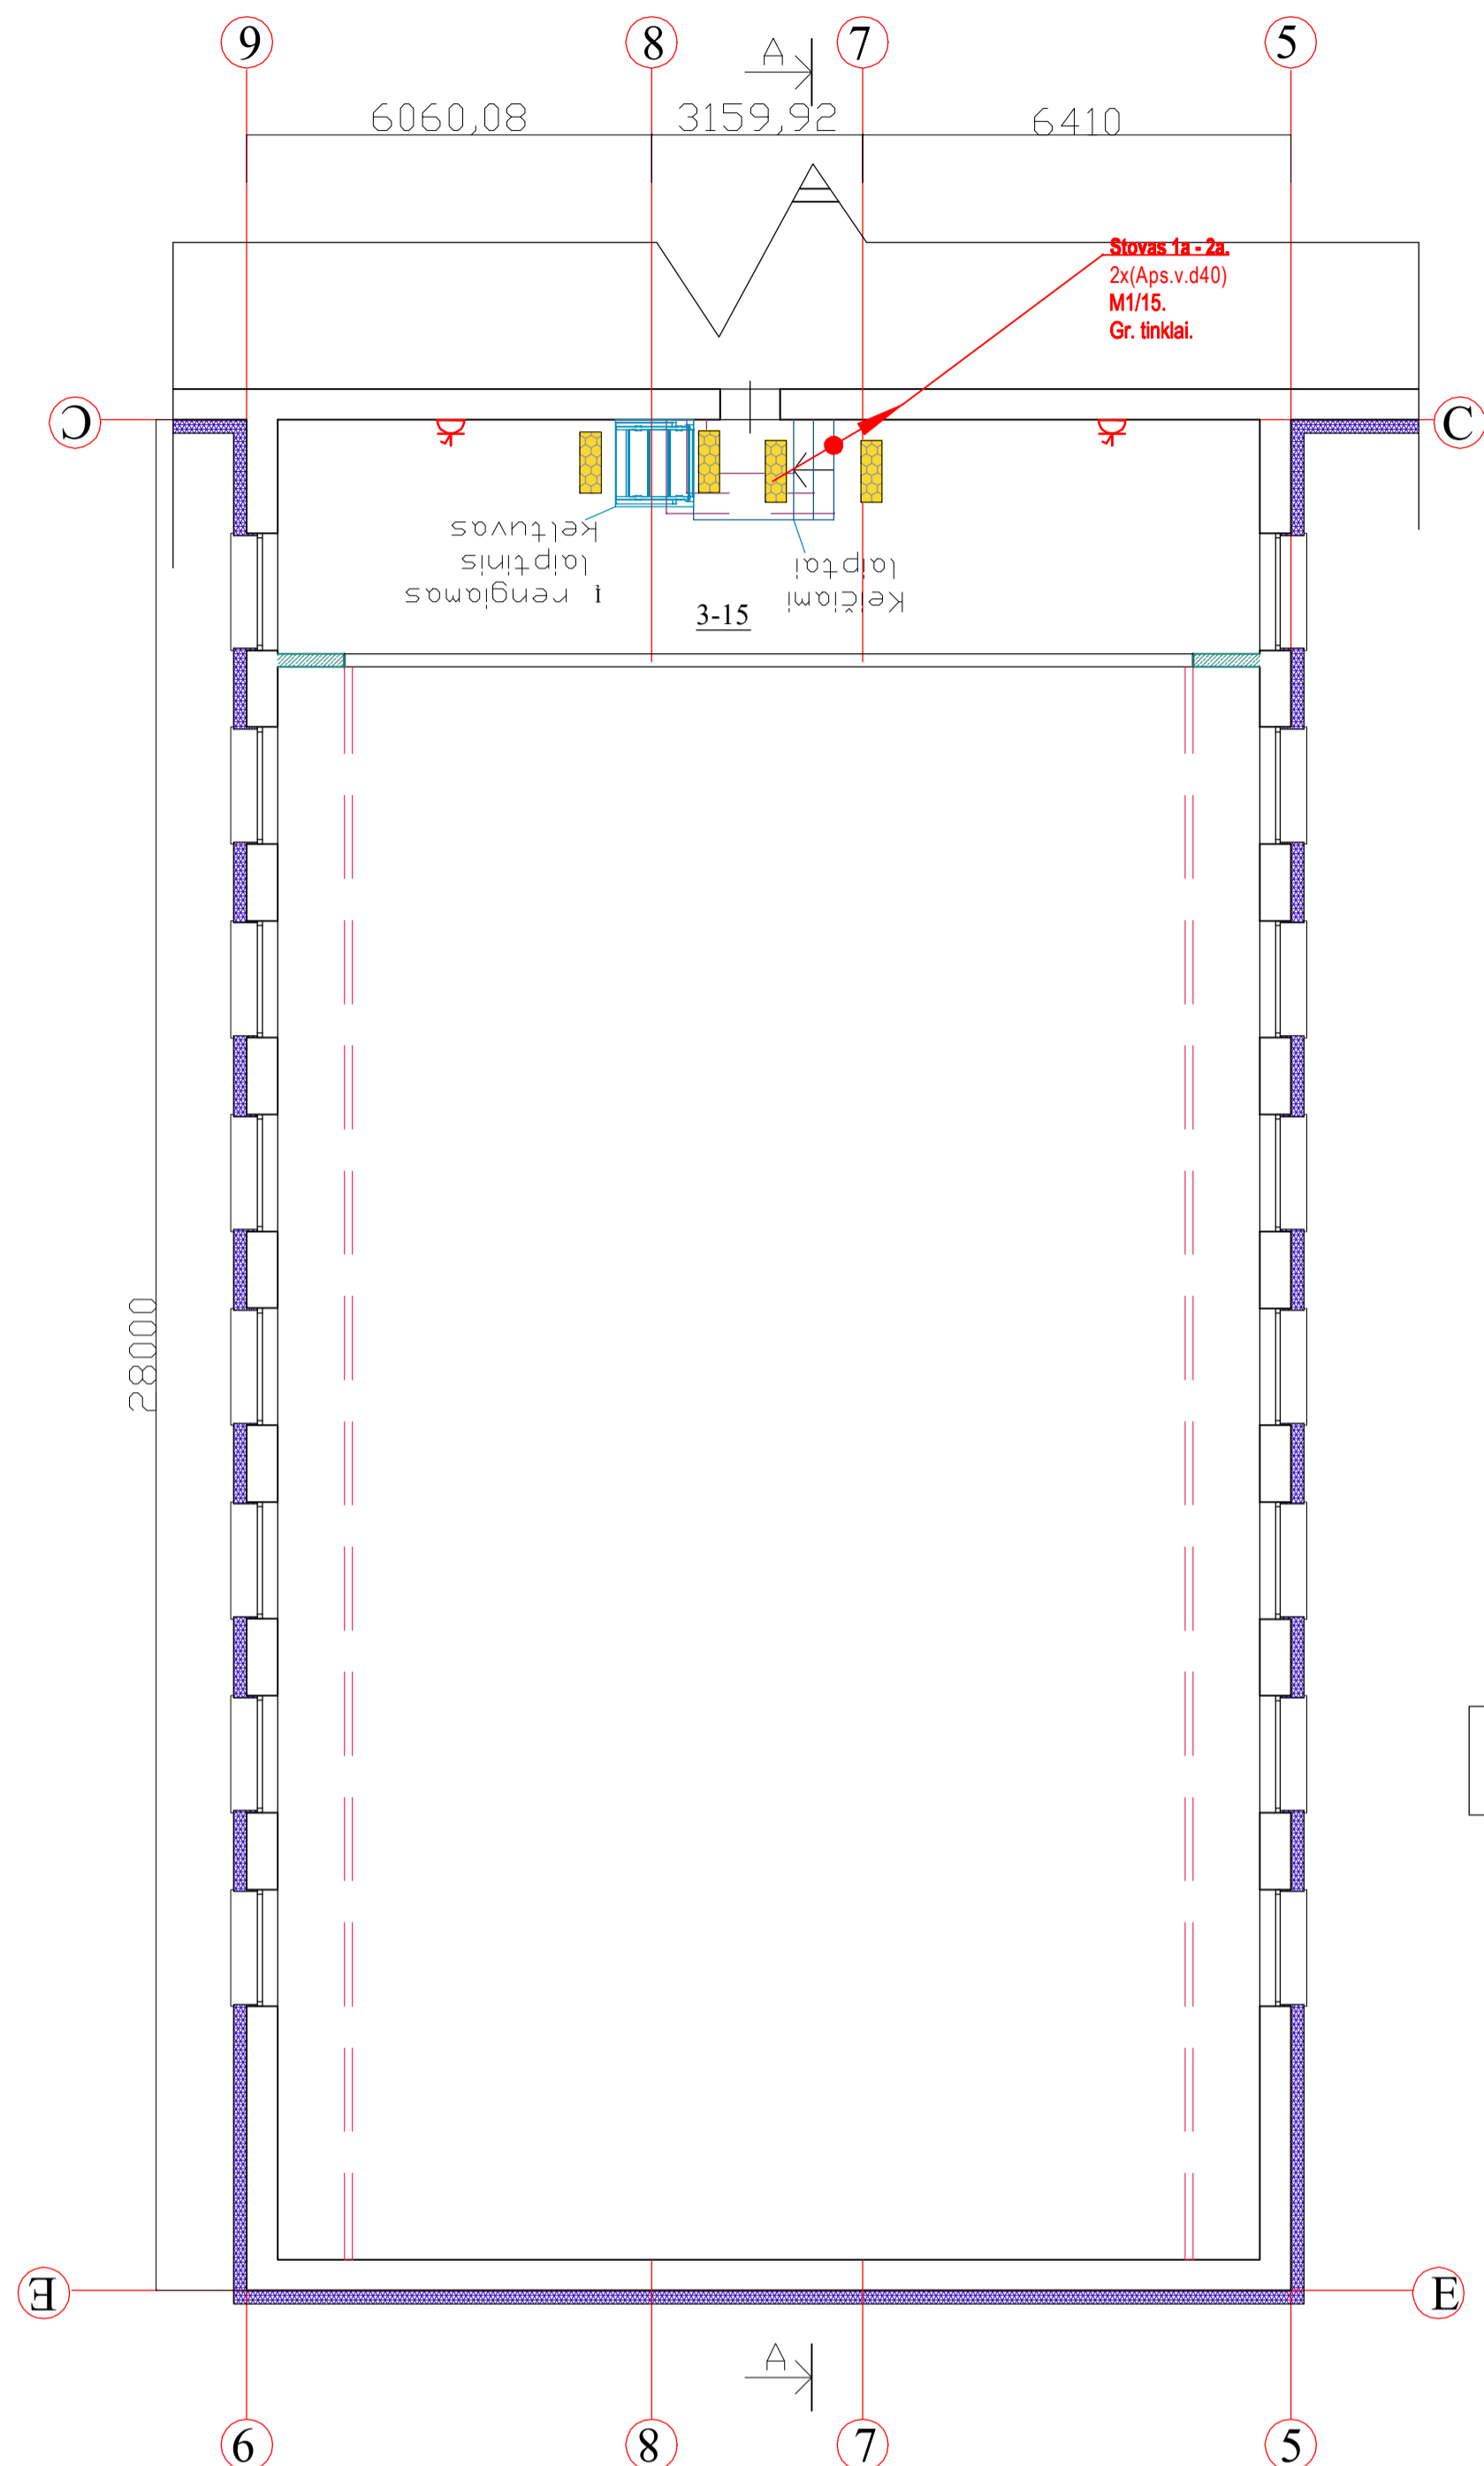 9
8
A
7
5
6060,08
3159,92
6410
Stovas 1a - 2a.
2x(Aps.v.d40)
M1/15.
Gr. tinklai.
C
C
Į rengiamas
laiptinis
keltuvas
Keičiami
laiptai
3-15
28000
E
E
A
6
8
7
5